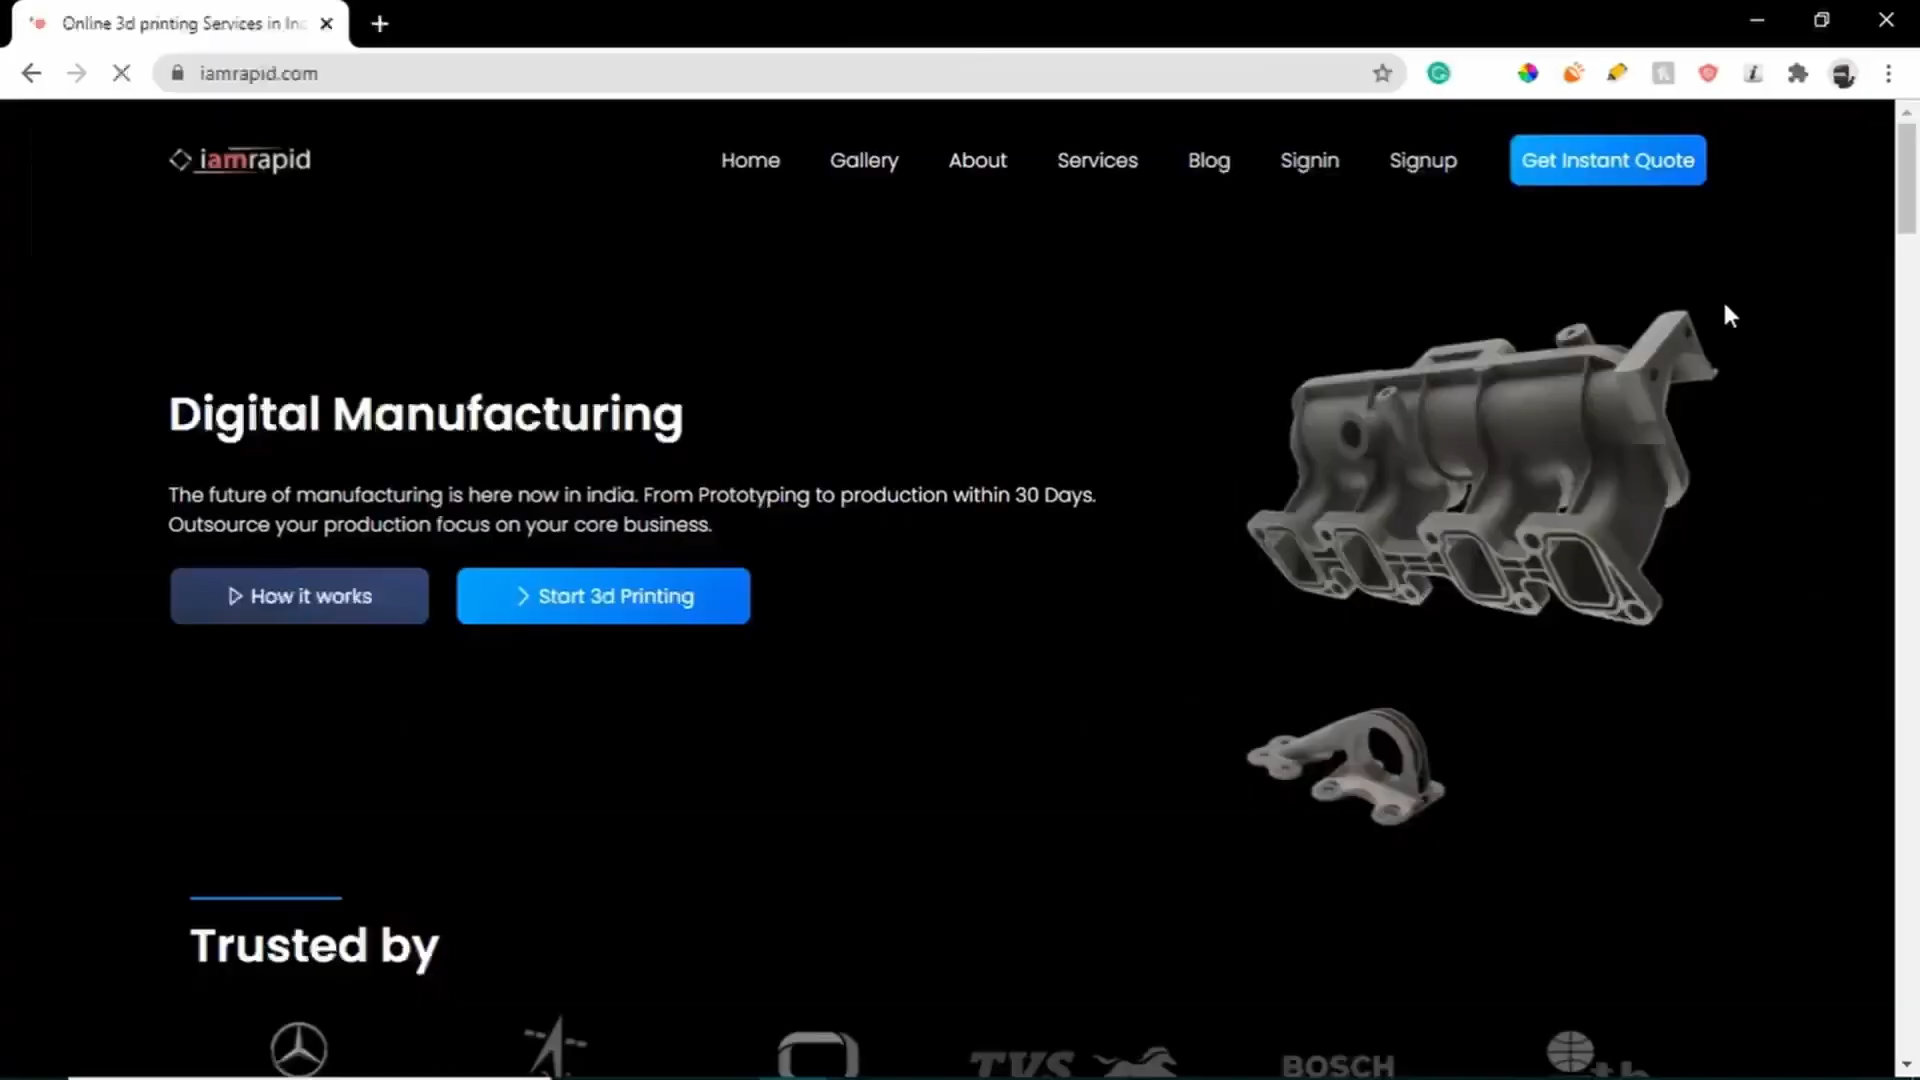 Online 3d printing Services in Inc
iamrapid.com
iamrapid
Home
Gallery
About
Services
Blog
Signin
Signup
Get Instant Quote
Digital Manufacturing
The future of manufacturing is here now in india. From Prototyping to production within 30 Days.
Outsource your production focus on your core business.
How it works
Start 3d Printing
Trusted by
TVS
BOSCH